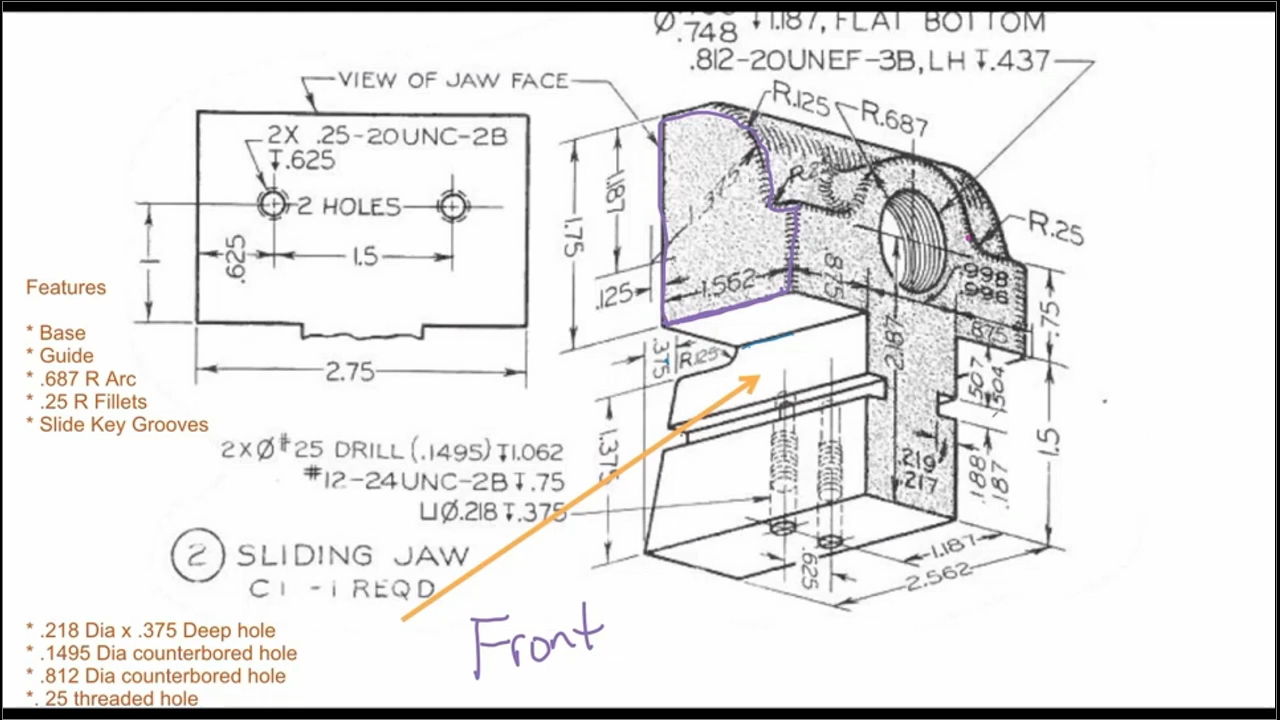 .187, FLAT BOTTOM
Ø.748
.812-20UNEF-3B, LH ↧.437
VIEW OF JAW FACE
R.125
R.687
2X .25-20UNC-2B
↧.625
2 HOLES
1.5
.625
1
2.75
1.187
1.75
1.375
R.25
.125
1.562
.875
.998
.996
.875
.75
2.187
.375
R.125
.507
.504
1.5
1.375
.219
.217
.188
.187
Features
* Base
* Guide
* .687 R Arc
* .25 R Fillets
* Slide Key Grooves
2XØ#25 DRILL (.1495)↧1.062
#12-24UNC-2B↧.75
⌴Ø.218↧.375
2 SLIDING JAW
C I - 1 REQD
.625
1.187
2.562
Front
* .218 Dia x .375 Deep hole
* .1495 Dia counterbored hole
* .812 Dia counterbored hole
*. 25 threaded hole